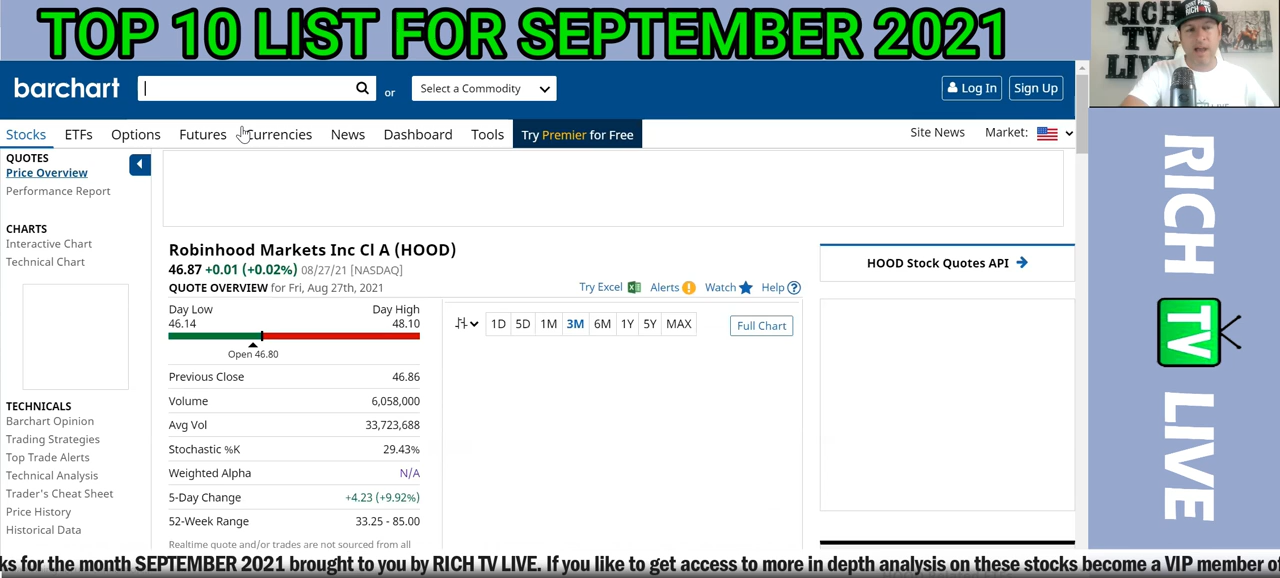 TOP 10 LIST FOR SEPTEMBER 2021
RICH
TV
LIVE
RICH TV
barchart
or
Select a Commodity
Log In
Sign Up
Stocks ETFs Options Futures Currencies News Dashboard Tools Try Premier for Free
Site News Market:
QUOTES
Price Overview
Performance Report
CHARTS
Interactive Chart
Technical Chart
TECHNICALS
Barchart Opinion
Trading Strategies
Top Trade Alerts
Technical Analysis
Trader's Cheat Sheet
Price History
Historical Data
Robinhood Markets Inc Cl A (HOOD)
46.87 +0.01 (+0.02%) 08/27/21 [NASDAQ]
QUOTE OVERVIEW for Fri, Aug 27th, 2021
Try Excel Alerts Watch Help
Day Low Day High
46.14 48.10
Open 46.80
Previous Close 46.86
Volume 6,058,000
Avg Vol 33,723,688
Stochastic %K 29.43%
Weighted Alpha N/A
5-Day Change +4.23 (+9.92%)
52-Week Range 33.25 - 85.00
Realtime quote and/or trades are not sourced from all
1D 5D 1M 3M 6M 1Y 5Y MAX
Full Chart
HOOD Stock Quotes API
RICH
TV
LIVE
ks for the month SEPTEMBER 2021 brought to you by RICH TV LIVE. If you like to get access to more in depth analysis on these stocks become a VIP member o